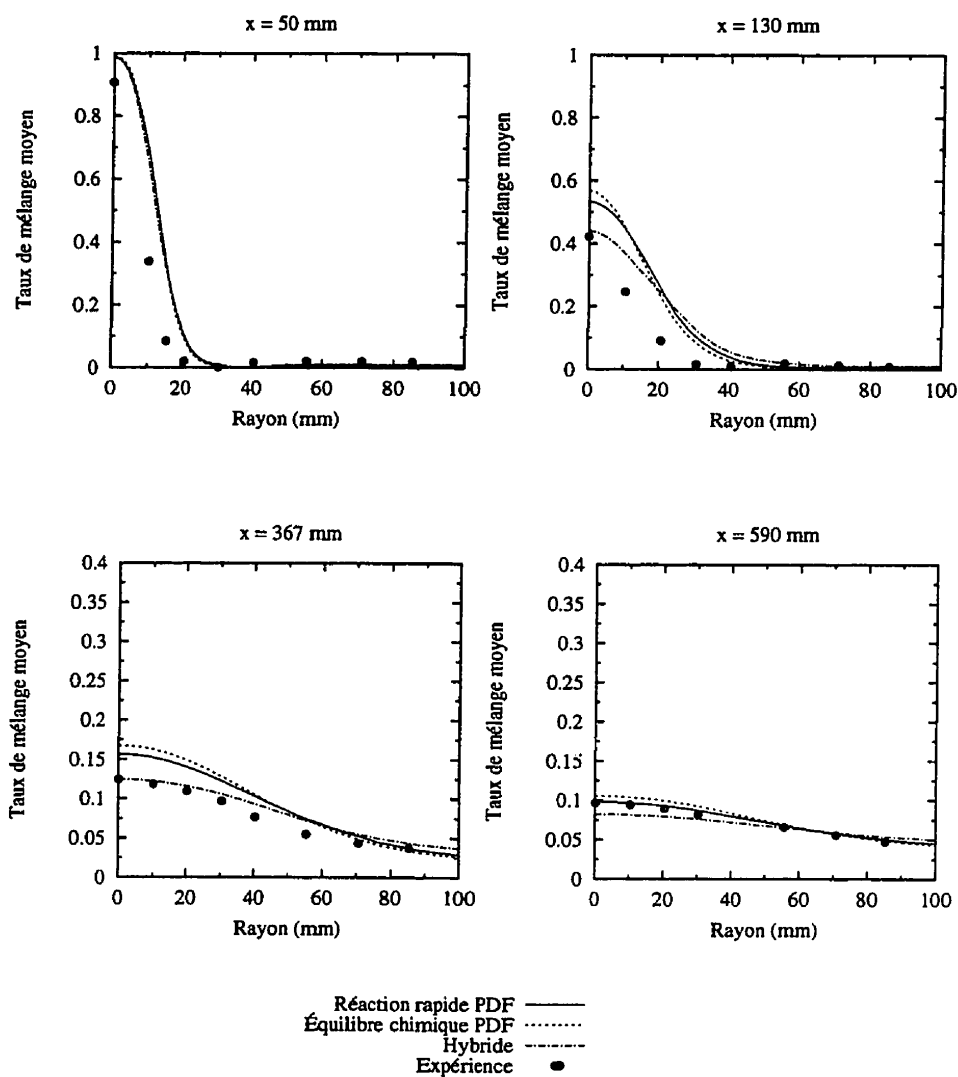 x = 50 mm
Taux de mélange moyen
1
0.8
0.6
0.4
0.2
0
0 20 40 60 80 100
Rayon (mm)
x = 130 mm
Taux de mélange moyen
1
0.8
0.6
0.4
0.2
0
0 20 40 60 80 100
Rayon (mm)
x = 367 mm
Taux de mélange moyen
0.4
0.35
0.3
0.25
0.2
0.15
0.1
0.05
0
0 20 40 60 80 100
Rayon (mm)
x = 590 mm
Taux de mélange moyen
0.4
0.35
0.3
0.25
0.2
0.15
0.1
0.05
0
0 20 40 60 80 100
Rayon (mm)
Réaction rapide PDF
Équilibre chimique PDF
Hybride
Expérience